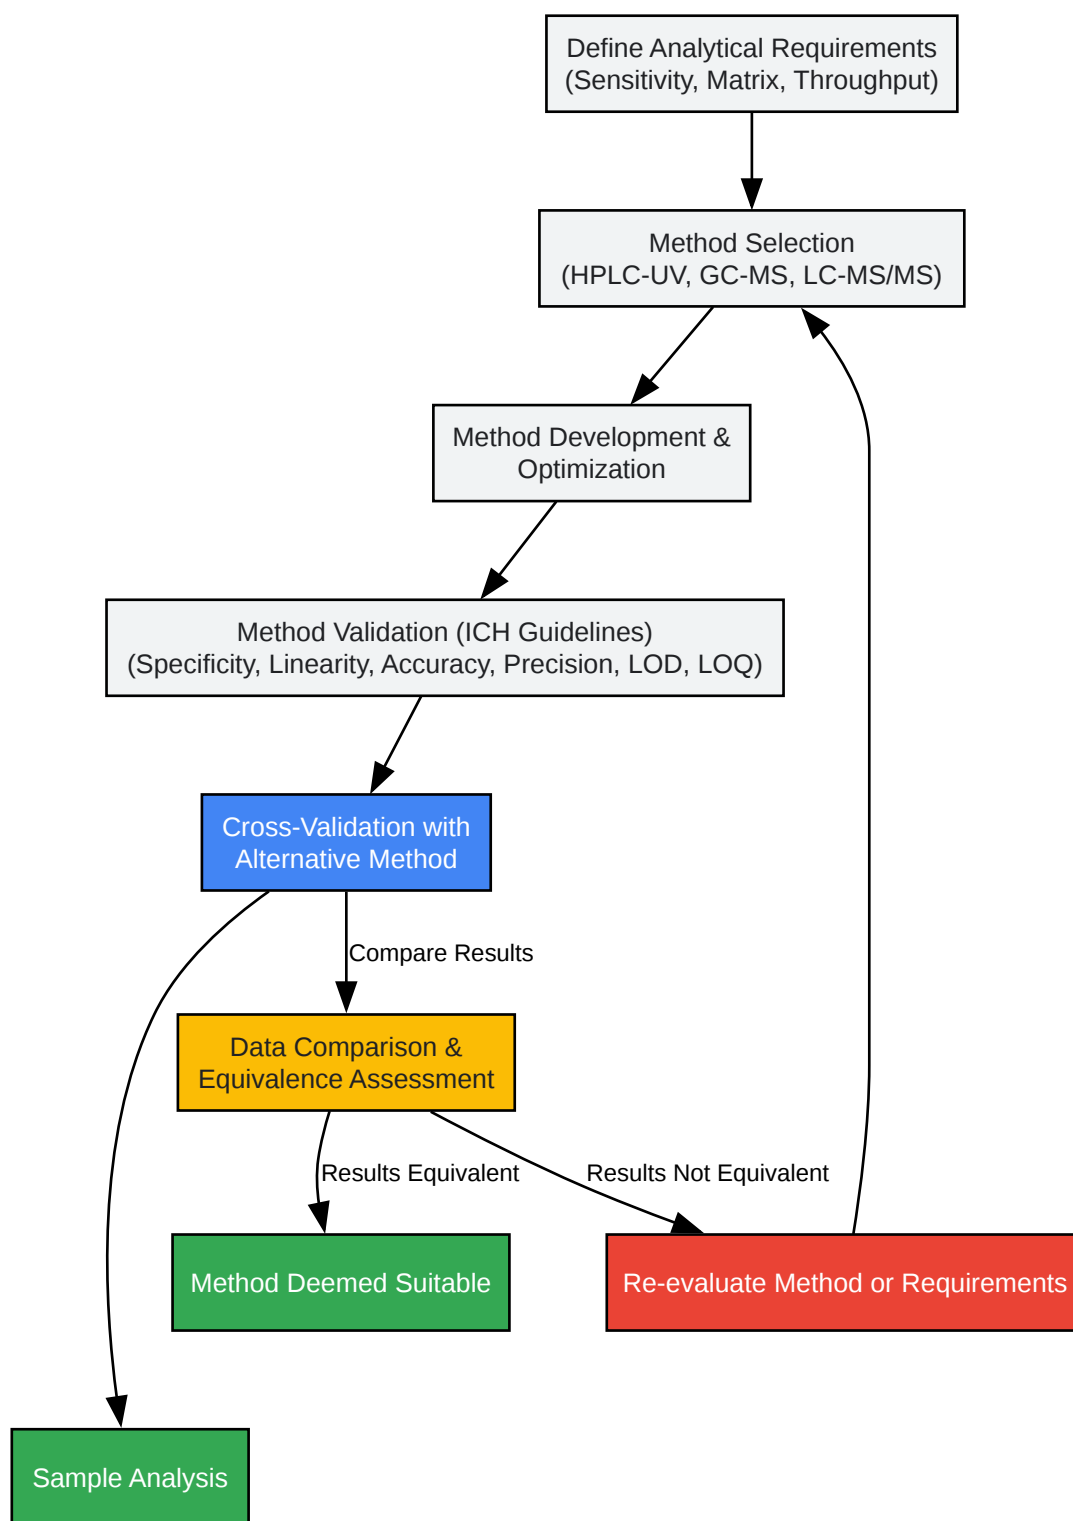 Define Analytical Requirements
(Sensitivity, Matrix, Throughput)
Method Selection
(HPLC-UV, GC-MS, LC-MS/MS)
Method Development &
Optimization
Method Validation (ICH Guidelines)
(Specificity, Linearity, Accuracy, Precision, LOD, LOQ)
Cross-Validation with
Alternative Method
Compare Results
Data Comparison &
Equivalence Assessment
Results Equivalent
Results Not Equivalent
Method Deemed Suitable
Re-evaluate Method or Requirements
Sample Analysis